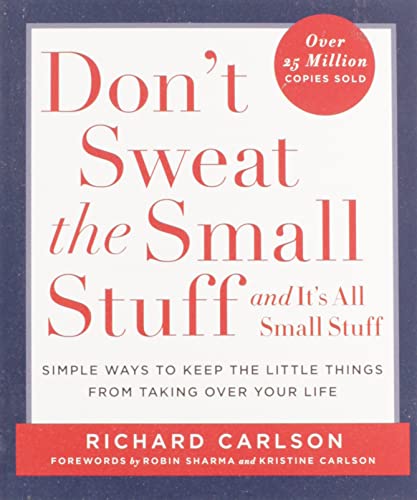 Over
25 Million
COPIES SOLD
Don't
Sweat
the Small
Stuff and It's All
Small Stuff
SIMPLE WAYS TO KEEP THE LITTLE THINGS
FROM TAKING OVER YOUR LIFE
RICHARD CARLSON
FOREWORDS by ROBIN SHARMA and KRISTINE CARLSON